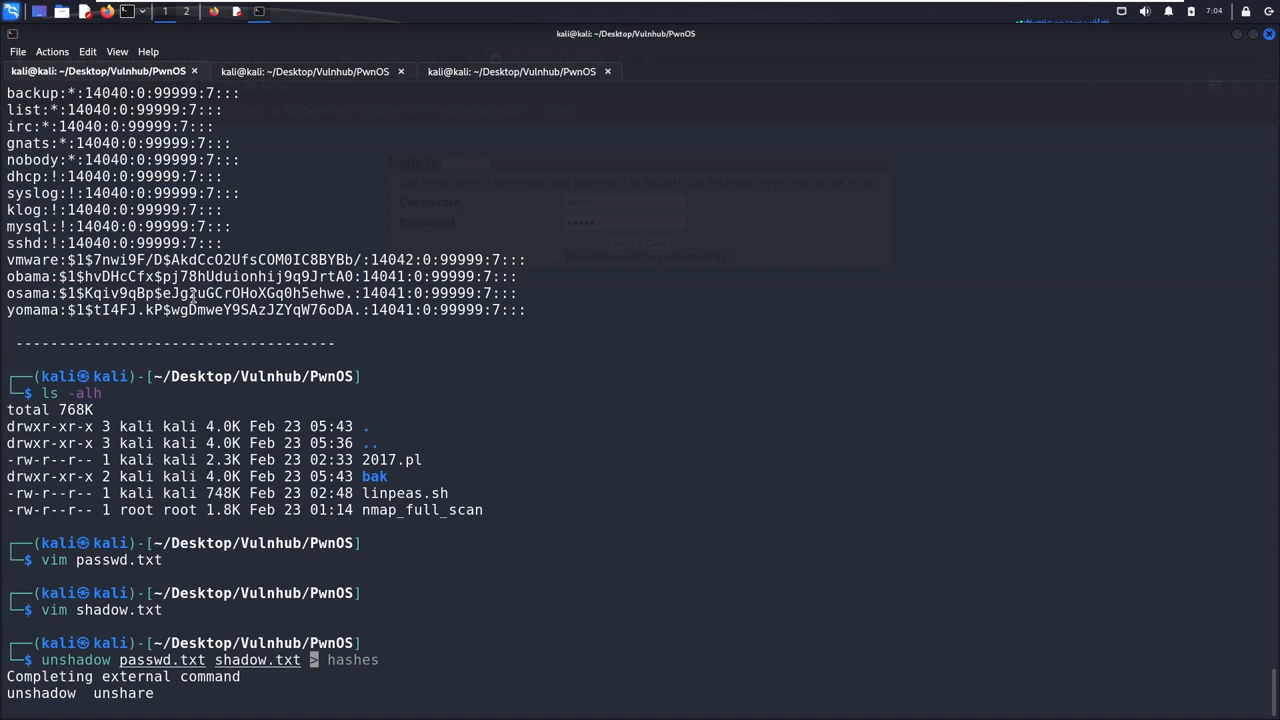 1 2
7:04
kali@kali: ~/Desktop/Vulnhub/PwnOS
File Actions Edit View Help
kali@kali: ~/Desktop/Vulnhub/PwnOS × kali@kali: ~/Desktop/Vulnhub/PwnOS × kali@kali: ~/Desktop/Vulnhub/PwnOS ×
backup:*:14040:0:99999:7:::
list:*:14040:0:99999:7:::
irc:*:14040:0:99999:7:::
gnats:*:14040:0:99999:7:::
nobody:*:14040:0:99999:7:::
dhcp:!:14040:0:99999:7:::
syslog:!:14040:0:99999:7:::
klog:!:14040:0:99999:7:::
mysql:!:14040:0:99999:7:::
sshd:!:14040:0:99999:7:::
vmware:$1$7nwi9F/D$AkdCcO2UfsCOM0IC8BYBb/:14042:0:99999:7:::
obama:$1$hvDHcCfx$pj78hUduionhij9q9JrtA0:14041:0:99999:7:::
osama:$1$Kqiv9qBp$eJg2uGCrOHoXGq0h5ehwe.:14041:0:99999:7:::
yomama:$1$tI4FJ.kP$wgDmweY9SAzJZYqW76oDA.:14041:0:99999:7:::
-------------------------------------
┌──(kali㉿kali)-[~/Desktop/Vulnhub/PwnOS]
└─$ ls -alh
total 768K
drwxr-xr-x 3 kali kali 4.0K Feb 23 05:43 .
drwxr-xr-x 3 kali kali 4.0K Feb 23 05:36 ..
-rw-r--r-- 1 kali kali 2.3K Feb 23 02:33 2017.pl
drwxr-xr-x 2 kali kali 4.0K Feb 23 05:43 bak
-rw-r--r-- 1 kali kali 748K Feb 23 02:48 linpeas.sh
-rw-r--r-- 1 root root 1.8K Feb 23 01:14 nmap_full_scan
┌──(kali㉿kali)-[~/Desktop/Vulnhub/PwnOS]
└─$ vim passwd.txt
┌──(kali㉿kali)-[~/Desktop/Vulnhub/PwnOS]
└─$ vim shadow.txt
┌──(kali㉿kali)-[~/Desktop/Vulnhub/PwnOS]
└─$ unshadow passwd.txt shadow.txt > hashes
Completing external command
unshadow unshare
Username
Password
Login Clear
Remember login permanently?